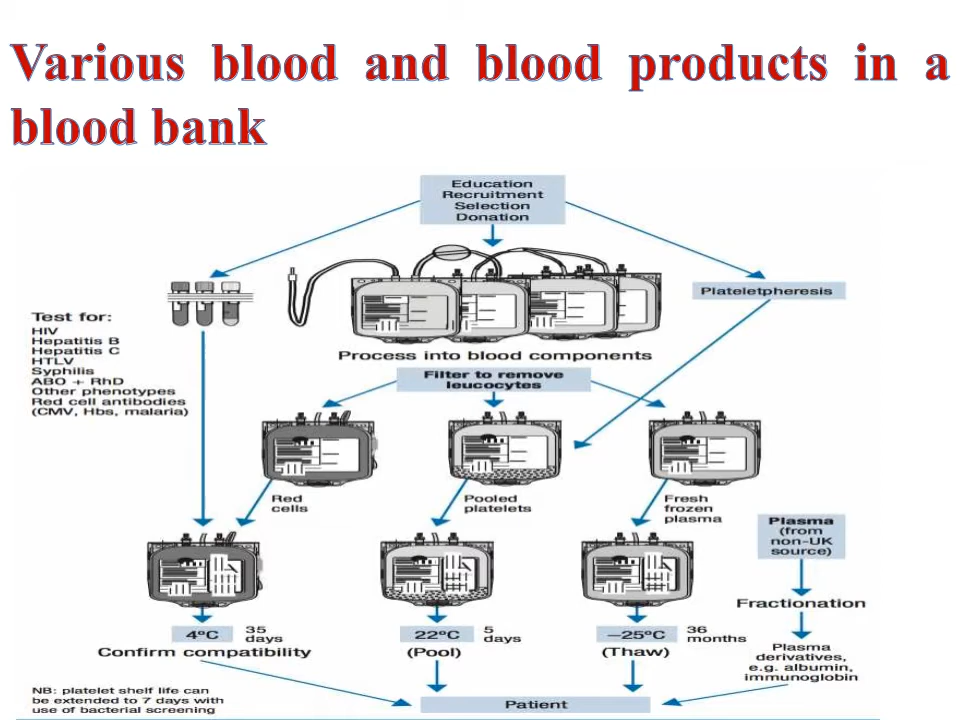 Various blood and blood products in a
blood bank
Education
Recruitment
Selection
Donation
Plateletpheresis
Test for:
HIV
Hepatitis B
Hepatitis C
HTLV
Syphilis
ABO + RhD
Other phenotypes
Red cell antibodies
(CMV, Hbs, malaria)
Process into blood components
Filter to remove
leucocytes
Red
cells
Pooled
platelets
Fresh
frozen
plasma
Plasma
(from
non-UK
source)
Fractionation
4°C
35
days
22°C
5
days
–25°C
36
months
Confirm compatibility
(Pool)
(Thaw)
Plasma
derivatives,
e.g. albumin,
immunoglobin
NB: platelet shelf life can
be extended to 7 days with
use of bacterial screening
Patient